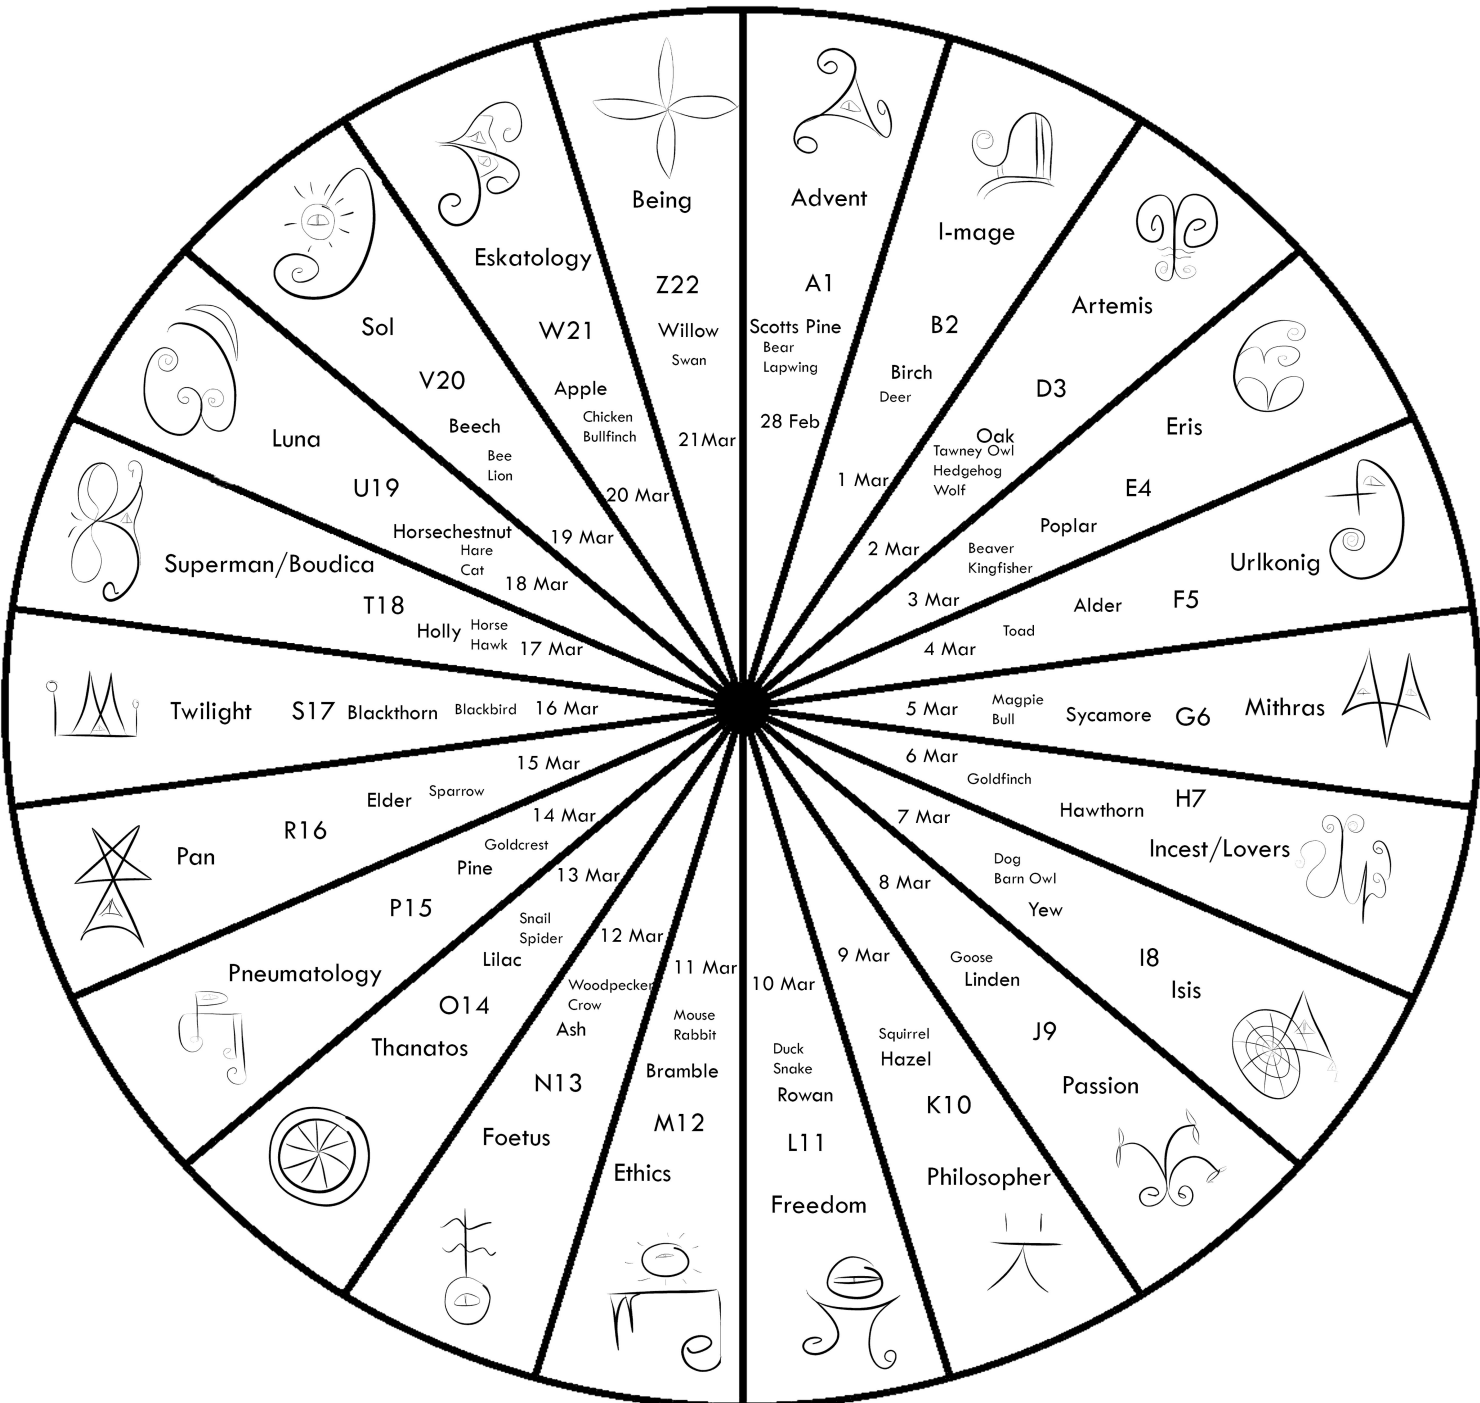 Advent
A1
Scotts Pine
Bear
Lapwing
28 Feb
I-mage
B2
Birch
Deer
1 Mar
Artemis
D3
Oak
Tawney Owl
Hedgehog
Wolf
2 Mar
Eris
E4
Poplar
Beaver
Kingfisher
3 Mar
Urlkonig
F5
Alder
Toad
4 Mar
Mithras
G6
Sycamore
Magpie
Bull
5 Mar
Incest/Lovers
H7
Hawthorn
Goldfinch
6 Mar
Isis
I8
Yew
Dog
Barn Owl
7 Mar
Passion
J9
Linden
Goose
8 Mar
Philosopher
K10
Hazel
Squirrel
9 Mar
Freedom
L11
Rowan
Duck
Snake
10 Mar
Ethics
M12
Bramble
Mouse
Rabbit
11 Mar
Foetus
N13
Ash
Woodpecker
Crow
12 Mar
Thanatos
O14
Lilac
Snail
Spider
13 Mar
Pneumatology
P15
Pine
Goldcrest
14 Mar
Pan
R16
Elder
Sparrow
15 Mar
Twilight
S17
Blackthorn
Blackbird
16 Mar
Superman/Boudica
T18
Holly
Horse
Hawk
17 Mar
Luna
U19
Horsechestnut
Hare
Cat
18 Mar
Sol
V20
Beech
Bee
Lion
19 Mar
Eskatology
W21
Apple
Chicken
Bullfinch
20 Mar
Being
Z22
Willow
Swan
21Mar